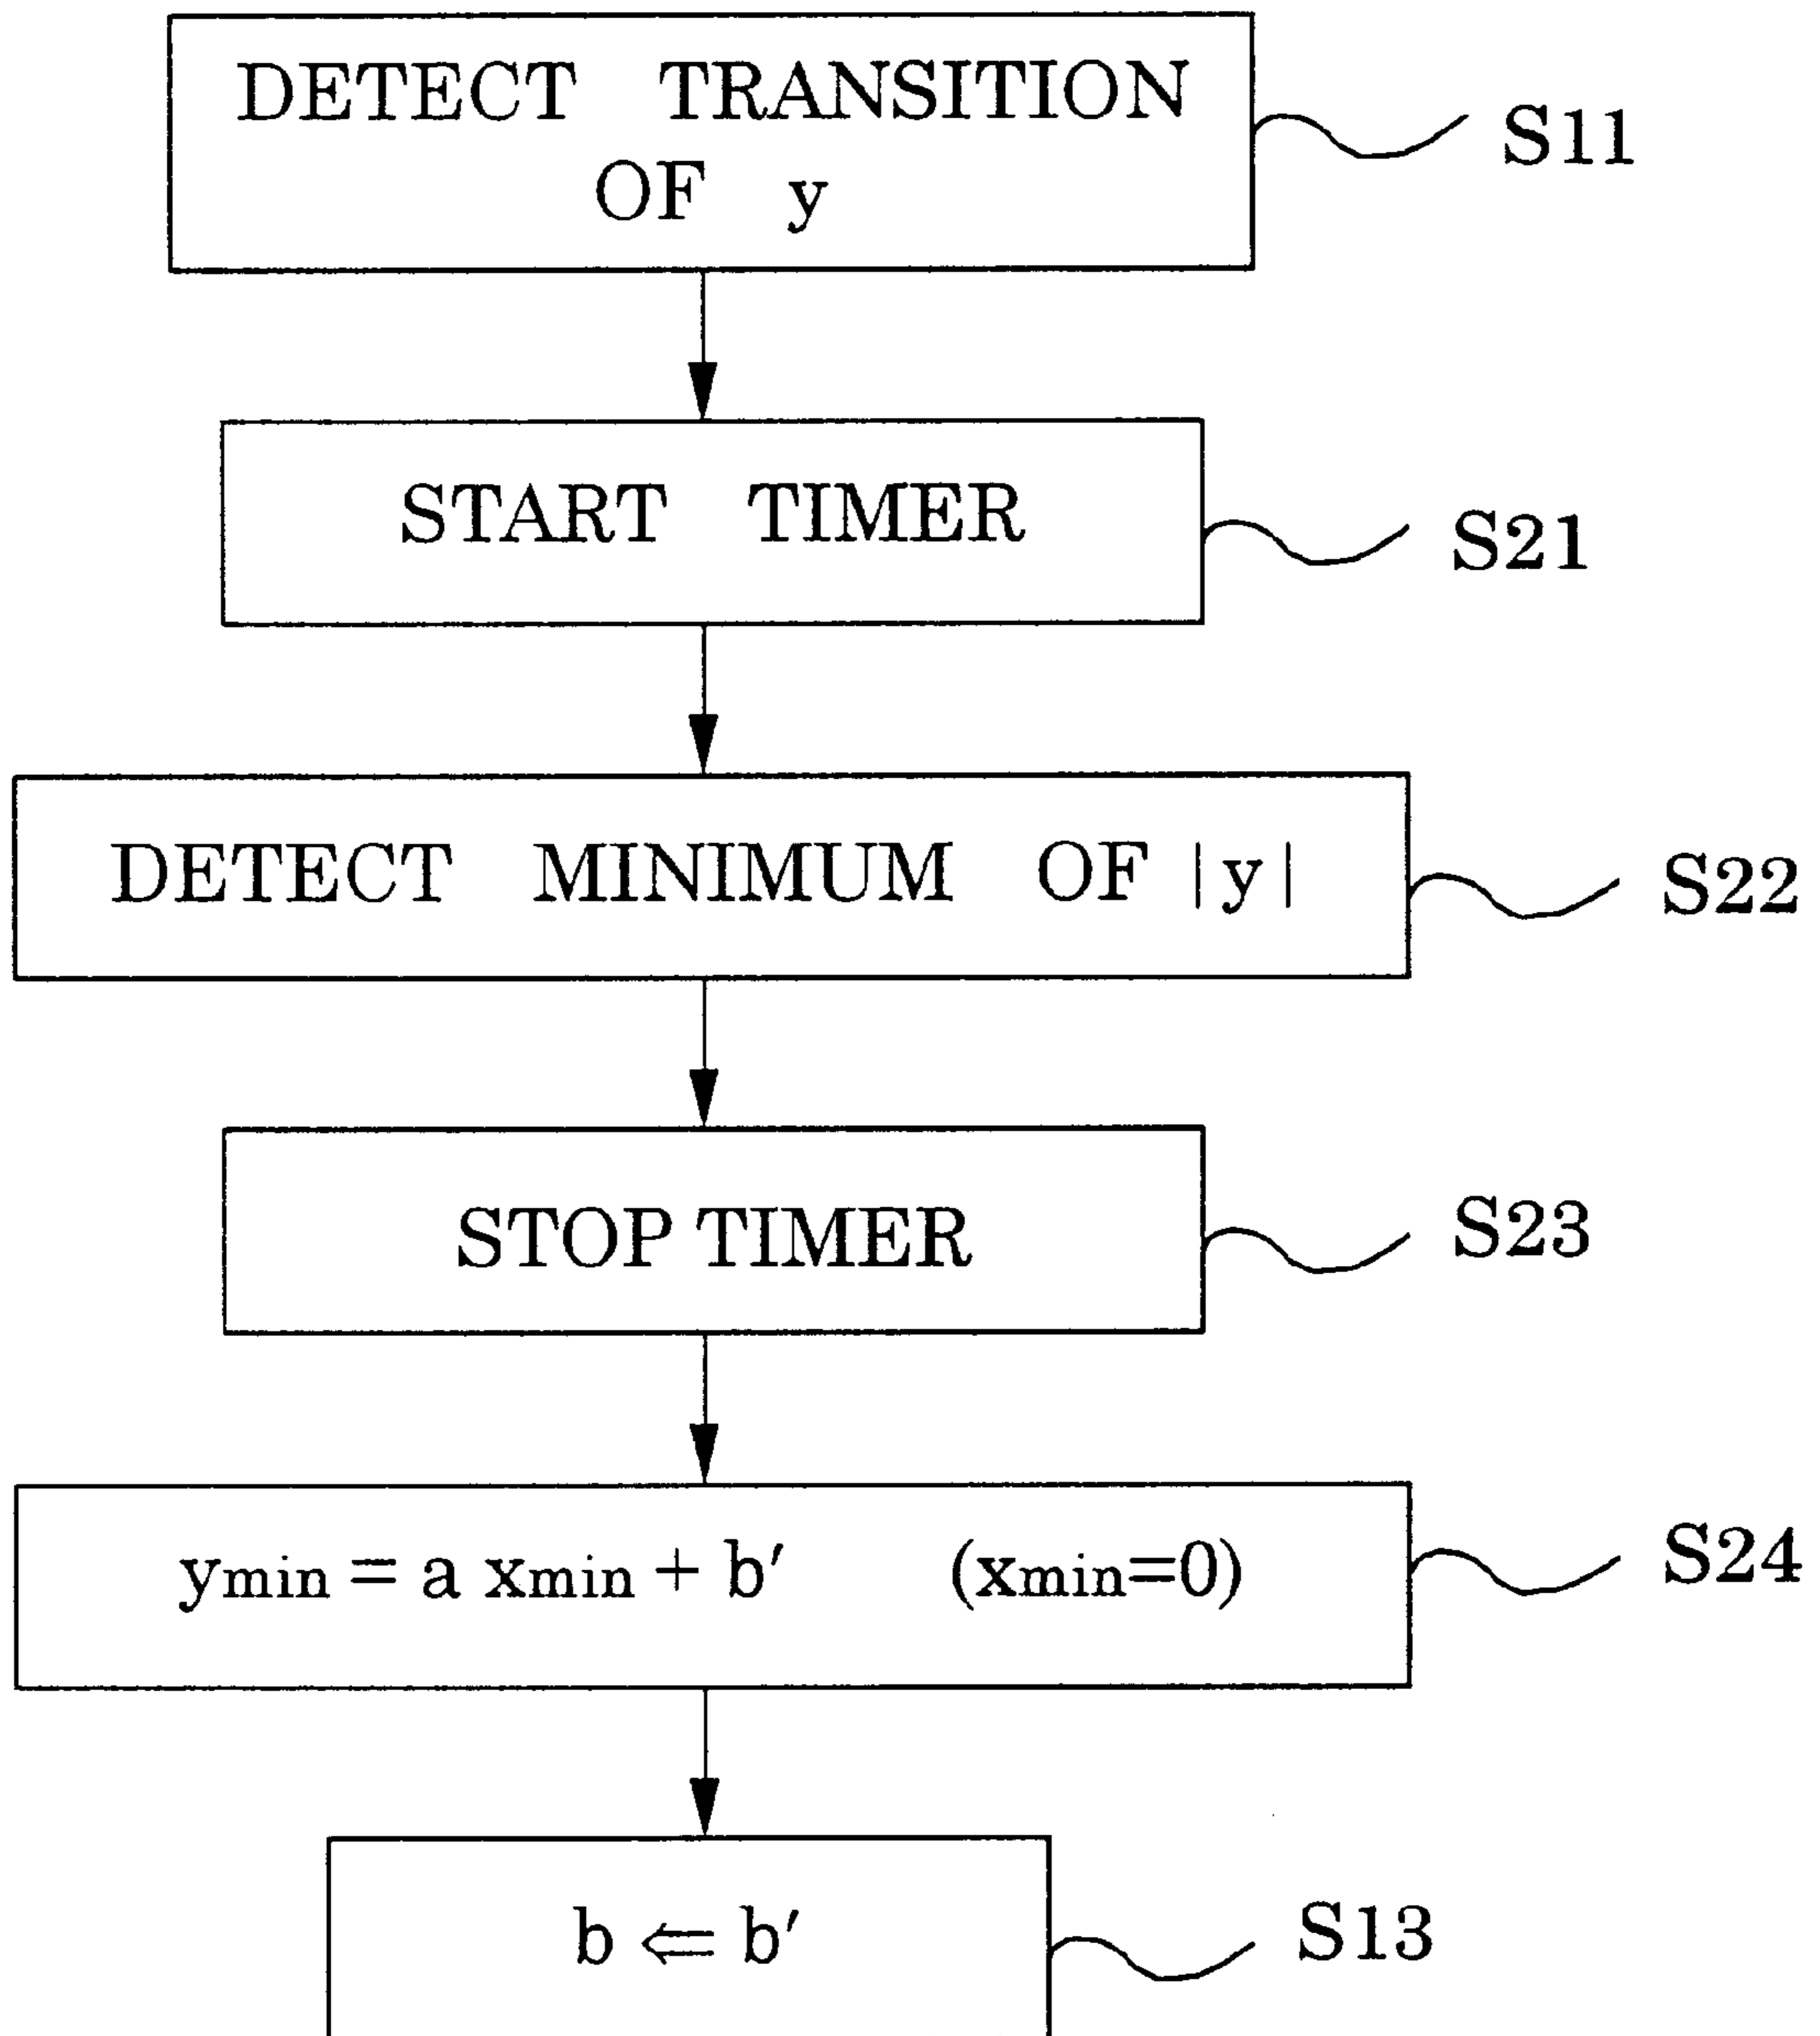 DETECT TRANSITION
OF y
S11
START TIMER
S21
DETECT MINIMUM OF |y|
S22
STOP TIMER
S23
ymin = a xmin + b′ (xmin=0)
S24
b ⇐ b′
S13